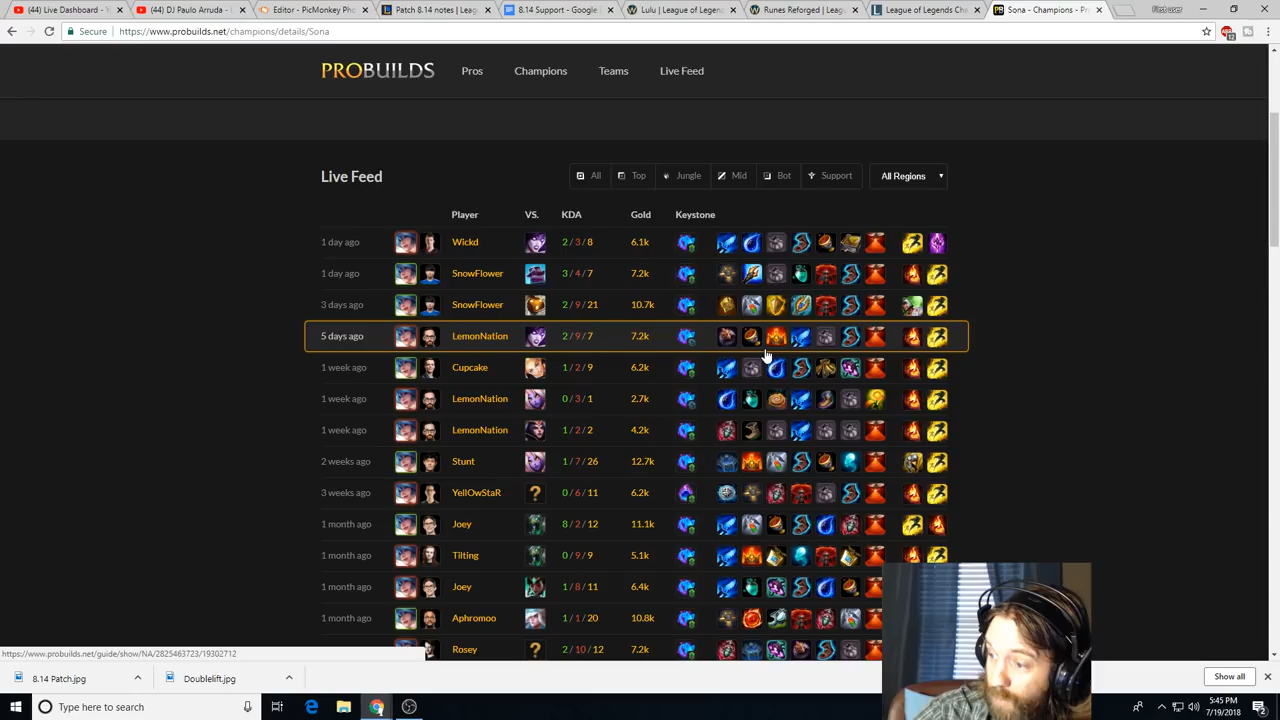 (44) Live Dashboard - Y
(44) DJ Paulo Arruda -
Editor - PicMonkey Pho
Patch 8.14 notes | Leag
8.14 Support - Google
Lulu | League of Legen
Runes Reforged | Leagu
League of Legends Cha
Sona - Champions - Pr
First user
Secure
https://www.probuilds.net/champions/details/Sona
12
PROBUILDS
Pros
Champions
Teams
Live Feed
Live Feed
All
Top
Jungle
Mid
Bot
Support
All Regions
Player VS. KDA Gold Keystone
1 day ago Wickd 2 / 3 / 8 6.1k
1 day ago SnowFlower 3 / 4 / 7 7.2k
3 days ago SnowFlower 2 / 9 / 21 10.7k
5 days ago LemonNation 2 / 9 / 7 7.2k
1 week ago Cupcake 1 / 2 / 9 6.2k
1 week ago LemonNation 0 / 3 / 1 2.7k
1 week ago LemonNation 1 / 2 / 2 4.2k
2 weeks ago Stunt 1 / 7 / 26 12.7k
3 weeks ago YellOwStaR ? 0 / 6 / 11 6.2k
1 month ago Joey 8 / 2 / 12 11.1k
1 month ago Tilting 0 / 9 / 9 5.1k
1 month ago Joey 1 / 8 / 11 6.4k
1 month ago Aphromoo 1 / 1 / 20 10.8k
Rosey ? 2 / 10 / 12 7.2k
https://www.probuilds.net/guide/show/NA/2825463723/19302712
8.14 Patch.jpg
Doublelift.jpg
Show all
Type here to search
5:45 PM
7/19/2018
2